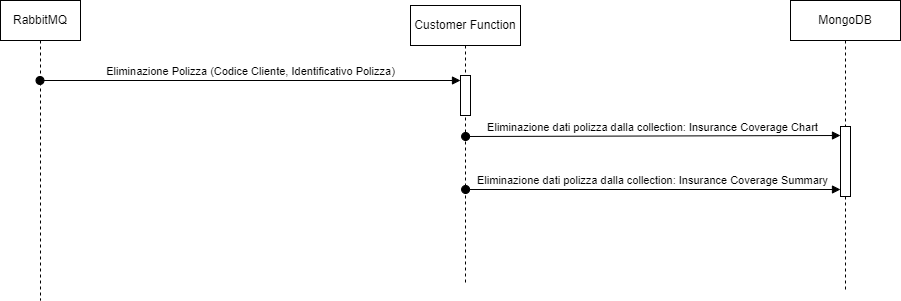 RabbitMQ
Customer Function
MongoDB
Eliminazione Polizza (Codice Cliente, Identificativo Polizza)
Eliminazione dati polizza dalla collection: Insurance Coverage Chart
Eliminazione dati polizza dalla collection: Insurance Coverage Summary